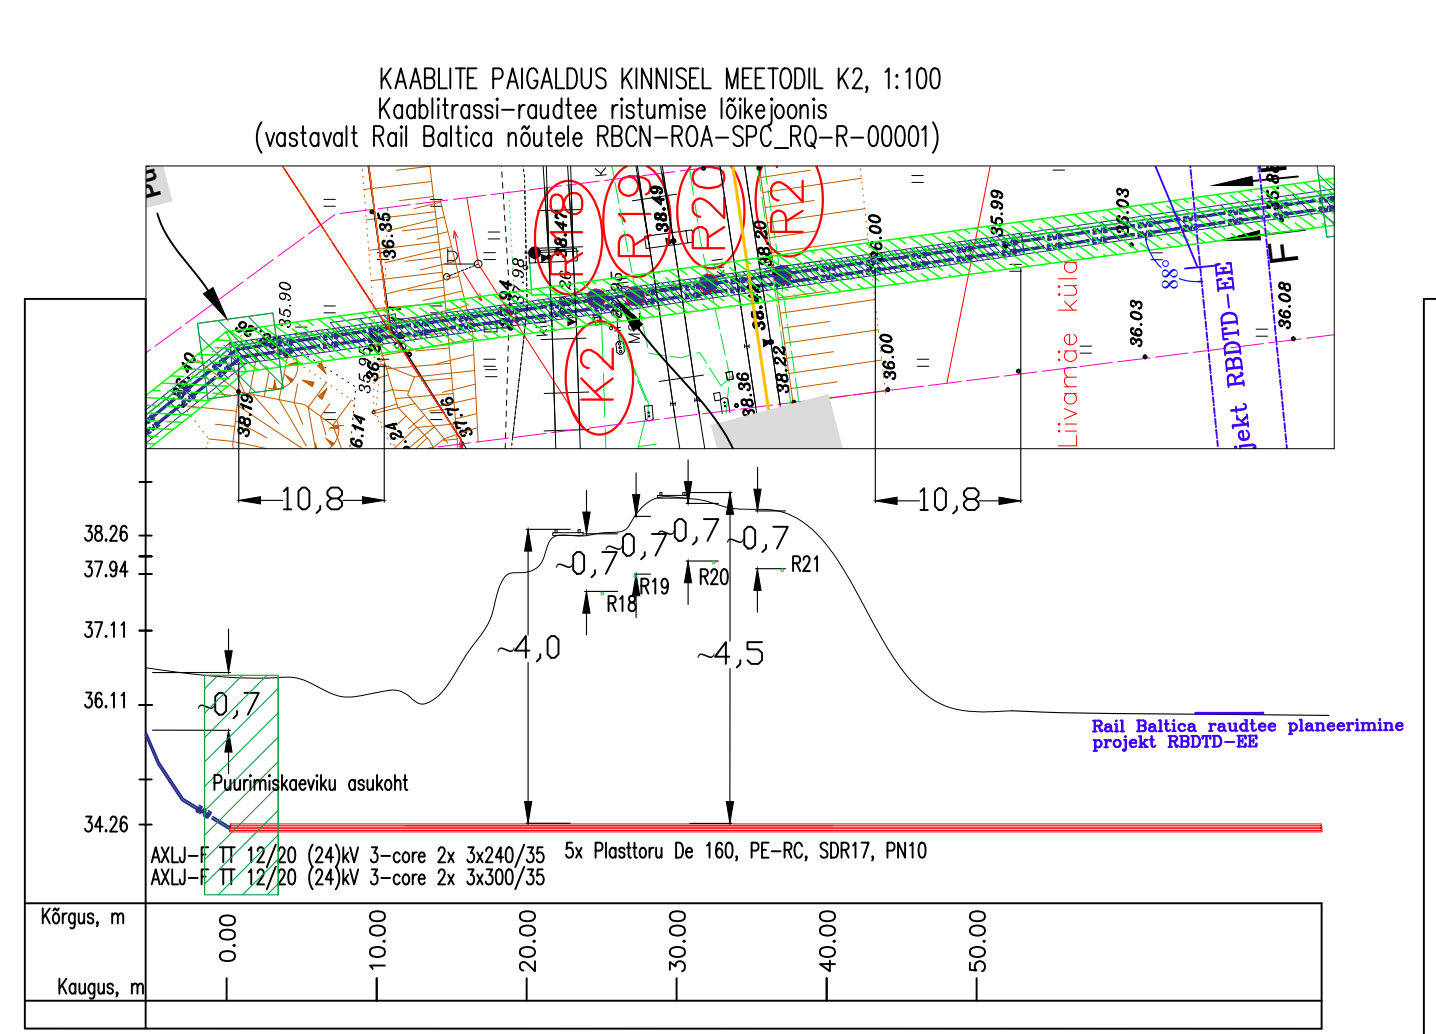 KAABLITE PAIGALDUS KINNISEL MEETODIL K2, 1:100
Kaablitrassi-raudtee ristumise lõikejoonis
(vastavalt Rail Baltica nõutele RBCN-ROA-SPC_RQ-R-00001)
R18
R19
R20
K2
36.35
38.47
38.49
38.20
36.00
35.99
36.03
35.90
38.19
37.76
38.36
38.22
36.00
36.03
36.08
88°
F
Liivamäe küla
jekt RBDTD-EE
10,8
10,8
38.26
37.94
37.11
36.11
34.26
~0,7
~0,7
~0,7
~0,7
~0,7
R18
R19
R20
R21
~4,0
~4,5
Rail Baltica raudtee planeerimine
projekt RBDTD-EE
Puurimiskaeviku asukoht
AXLJ-F TT 12/20 (24)kV 3-core 2x 3x240/35
AXLJ-F TT 12/20 (24)kV 3-core 2x 3x300/35
5x Plasttoru De 160, PE-RC, SDR17, PN10
Kõrgus, m
0.00
10.00
20.00
30.00
40.00
50.00
Kaugus, m